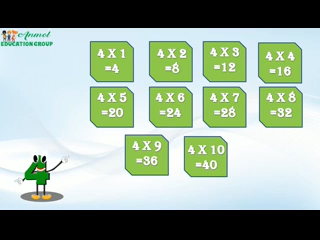 Anmol
EDUCATION GROUP
4 X 1
=4
4 X 2
=8
4 X 3
=12
4 X 4
=16
4 X 5
=20
4 X 6
=24
4 X 7
=28
4 X 8
=32
4 X 9
=36
4 X 10
=40
4